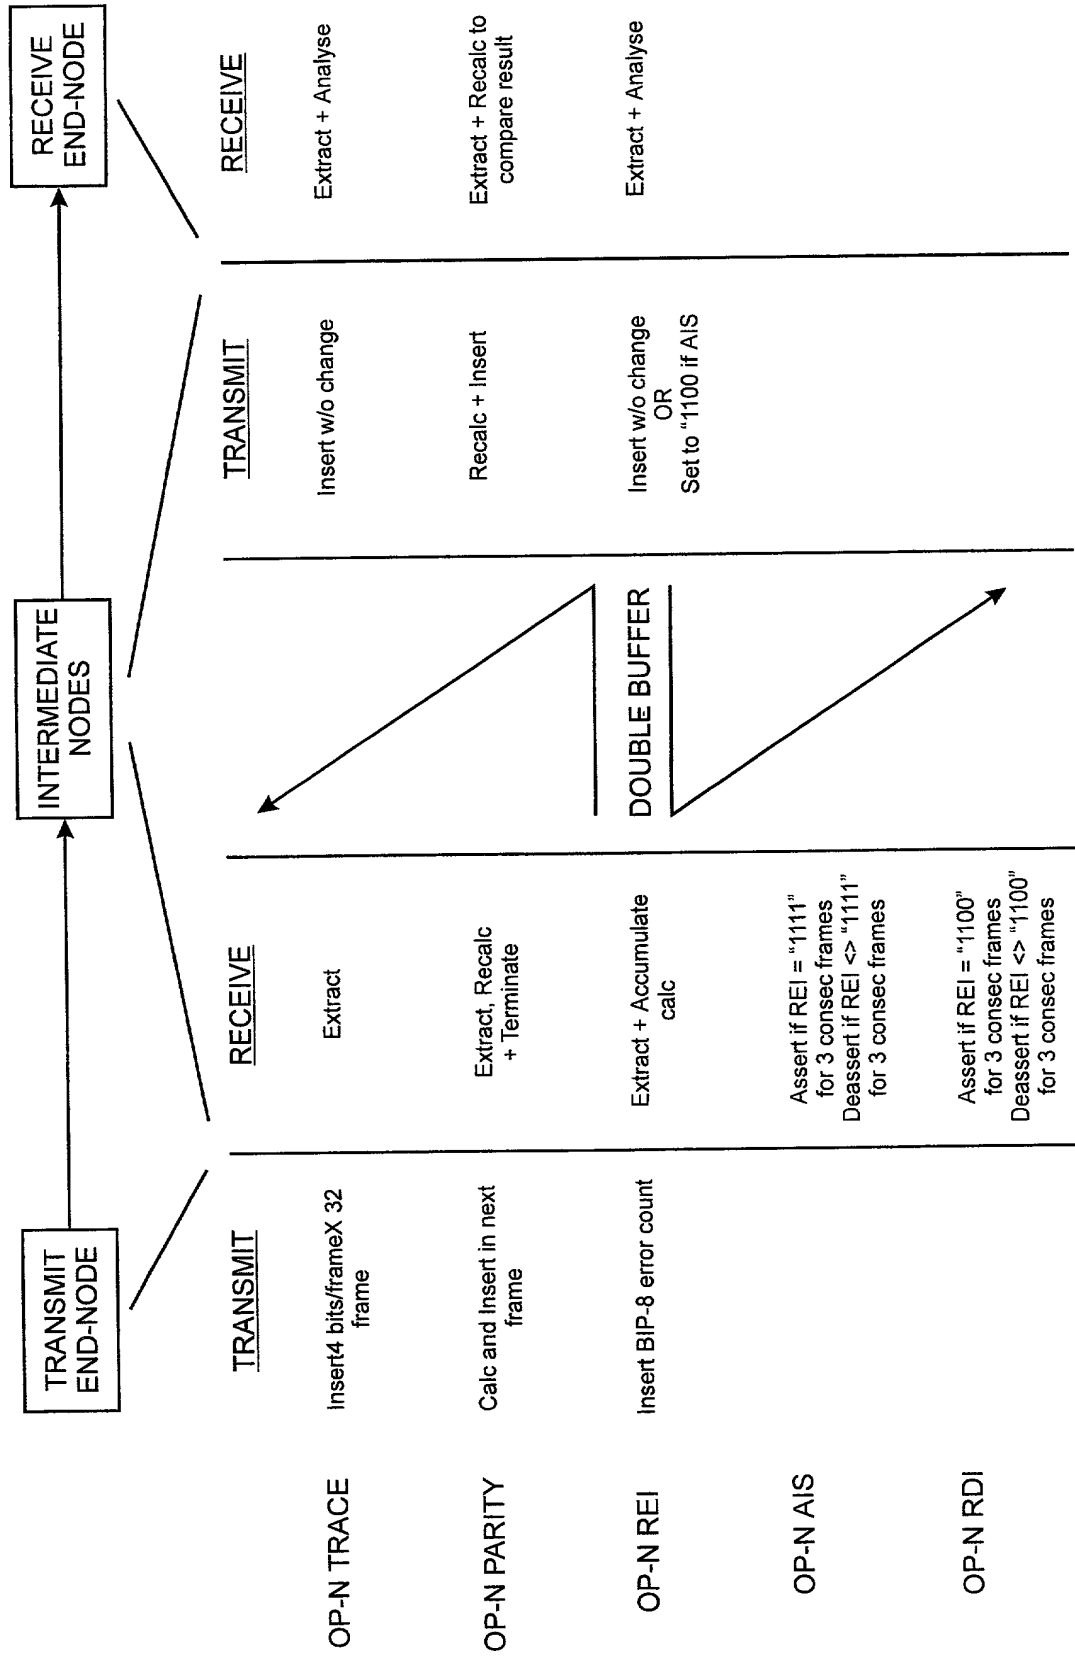 TRANSMIT
END-NODE
INTERMEDIATE
NODES
RECEIVE
END-NODE
TRANSMIT
RECEIVE
TRANSMIT
RECEIVE
OP-N TRACE
Insert4 bits/frameX 32
frame
Extract
Insert w/o change
Extract + Analyse
OP-N PARITY
Calc and Insert in next
frame
Extract, Recalc
+ Terminate
Recalc + Insert
Extract + Recalc to
compare result
OP-N REI
Insert BIP-8 error count
Extract + Accumulate
calc
DOUBLE BUFFER
Insert w/o change
OR
Set to "1100 if AIS
Extract + Analyse
OP-N AIS
Assert if REI = "1111"
for 3 consec frames
Deassert if REI <> "1111"
for 3 consec frames
OP-N RDI
Assert if REI = "1100"
for 3 consec frames
Deassert if REI <> "1100"
for 3 consec frames